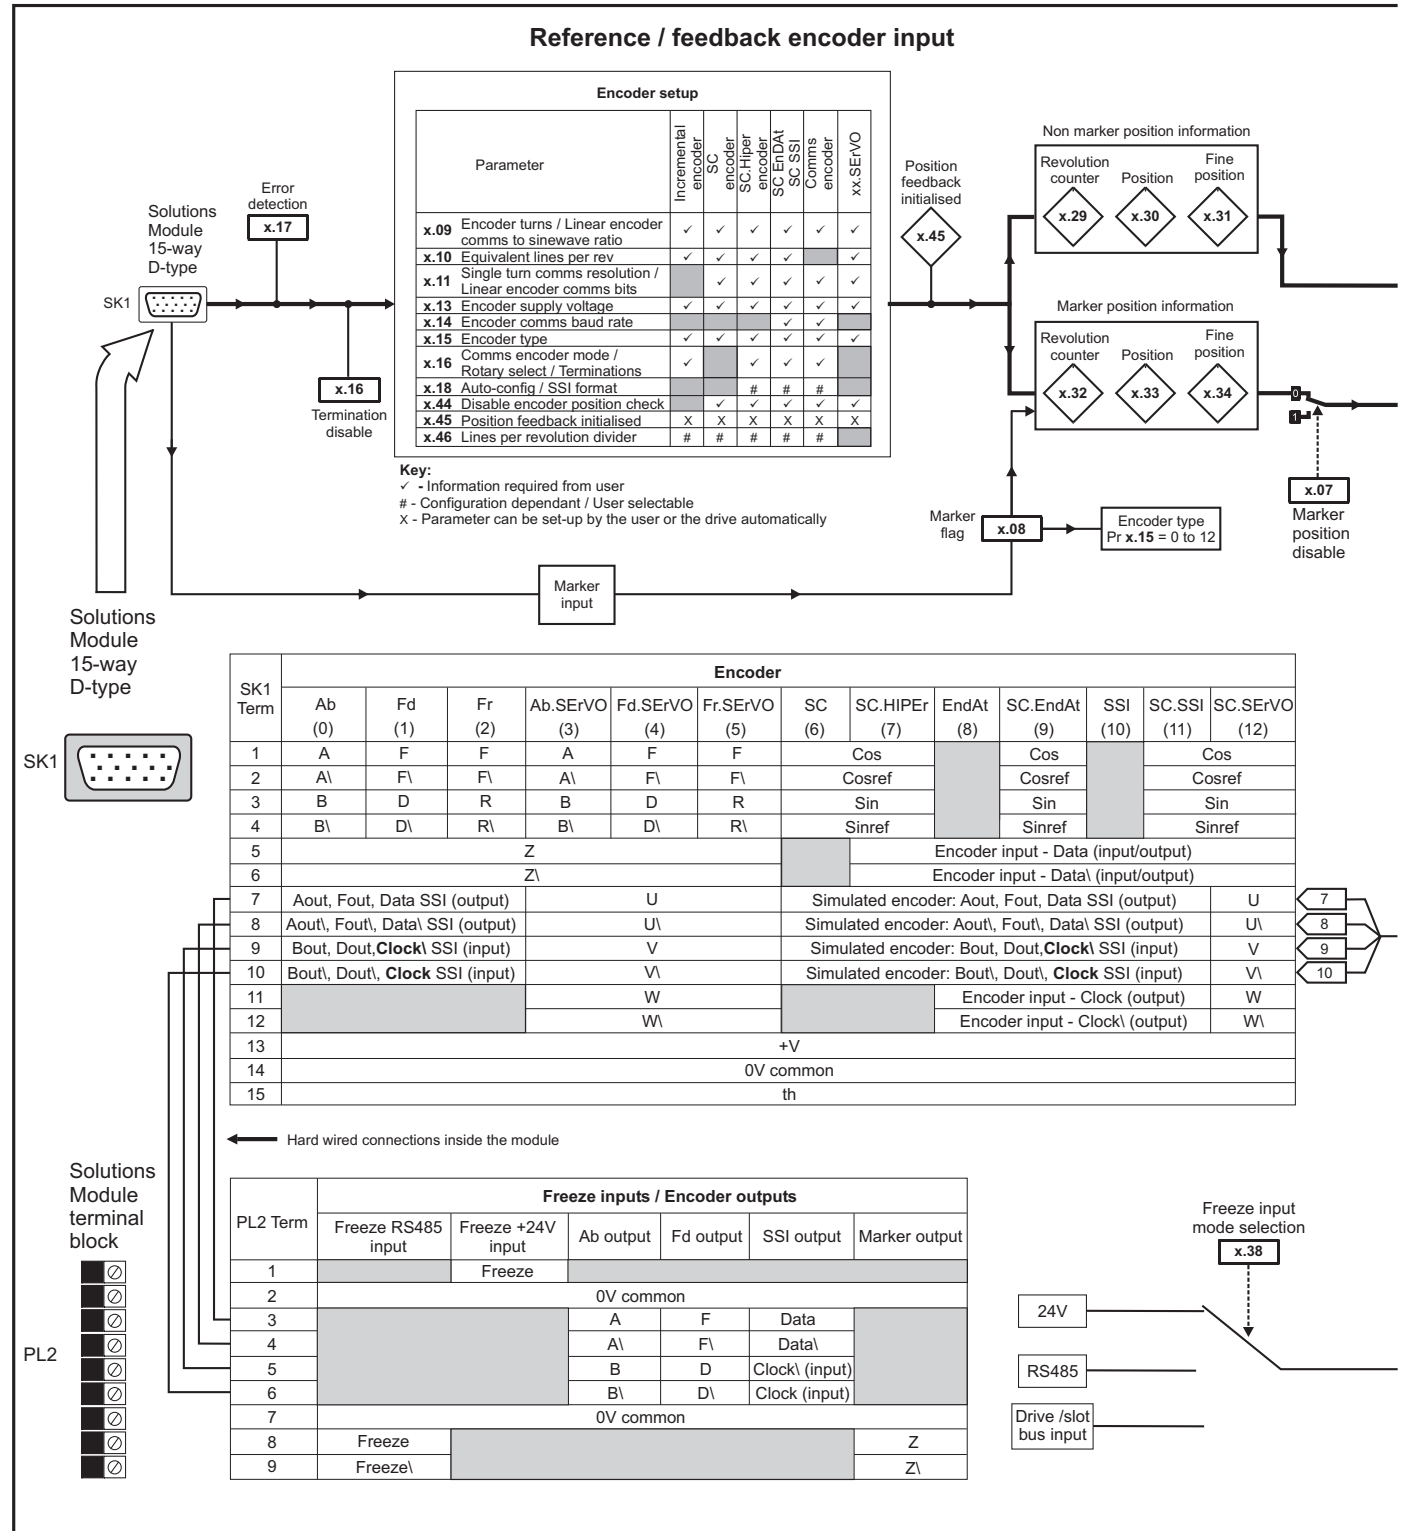 Reference / feedback encoder input
Encoder setup
Parameter
Incremental encoder
SC encoder
SC.Hiper encoder
SC EnDAt SC SSI
Comms encoder
xx.SErVO
x.09 Encoder turns / Linear encoder comms to sinewave ratio ✓ ✓ ✓ ✓ ✓ ✓
x.10 Equivalent lines per rev ✓ ✓ ✓ ✓ ✓
x.11 Single turn comms resolution / Linear encoder comms bits ✓ ✓ ✓ ✓ ✓
x.13 Encoder supply voltage ✓ ✓ ✓ ✓ ✓ ✓
x.14 Encoder comms baud rate ✓ ✓
x.15 Encoder type ✓ ✓ ✓ ✓ ✓ ✓
x.16 Comms encoder mode / Rotary select / Terminations ✓ ✓ ✓ ✓
x.18 Auto-config / SSI format # # #
x.44 Disable encoder position check ✓ ✓ ✓ ✓ ✓
x.45 Position feedback initialised X X X X X X
x.46 Lines per revolution divider # # # # #
Key:
✓ - Information required from user
# - Configuration dependant / User selectable
X - Parameter can be set-up by the user or the drive automatically
Solutions
Module
15-way
D-type
SK1
Error
detection
x.17
x.16
Termination
disable
Position
feedback
initialised
x.45
Non marker position information
Revolution counter
Position
Fine position
x.29 x.30 x.31
Marker position information
Revolution counter
Position
Fine position
x.32 x.33 x.34
0
1
x.07
Marker
position
disable
Marker
flag
x.08
Encoder type
Pr x.15 = 0 to 12
Marker
input
Solutions
Module
15-way
D-type
SK1
SK1 Term
Encoder
Ab (0) Fd (1) Fr (2) Ab.SErVO (3) Fd.SErVO (4) Fr.SErVO (5) SC (6) SC.HIPEr (7) EndAt (8) SC.EndAt (9) SSI (10) SC.SSI (11) SC.SErVO (12)
1 A F F A F F Cos Cos Cos
2 A\ F\ F\ A\ F\ F\ Cosref Cosref Cosref
3 B D R B D R Sin Sin Sin
4 B\ D\ R\ B\ D\ R\ Sinref Sinref Sinref
5 Z Encoder input - Data (input/output)
6 Z\ Encoder input - Data\ (input/output)
7 Aout, Fout, Data SSI (output) U Simulated encoder: Aout, Fout, Data SSI (output) U 7
8 Aout\, Fout\, Data\ SSI (output) U\ Simulated encoder: Aout\, Fout\, Data\ SSI (output) U\ 8
9 Bout, Dout,Clock\ SSI (input) V Simulated encoder: Bout, Dout,Clock\ SSI (input) V 9
10 Bout\, Dout\, Clock SSI (input) V\ Simulated encoder: Bout\, Dout\, Clock SSI (input) V\ 10
11 W Encoder input - Clock (output) W
12 W\ Encoder input - Clock\ (output) W\
13 +V
14 0V common
15 th
Hard wired connections inside the module
Solutions
Module
terminal
block
PL2
PL2 Term
Freeze inputs / Encoder outputs
Freeze RS485 input
Freeze +24V input
Ab output
Fd output
SSI output
Marker output
1 Freeze
2 0V common
3 A F Data
4 A\ F\ Data\
5 B D Clock\ (input)
6 B\ D\ Clock (input)
7 0V common
8 Freeze Z
9 Freeze\ Z\
Freeze input
mode selection
x.38
24V
RS485
Drive /slot
bus input